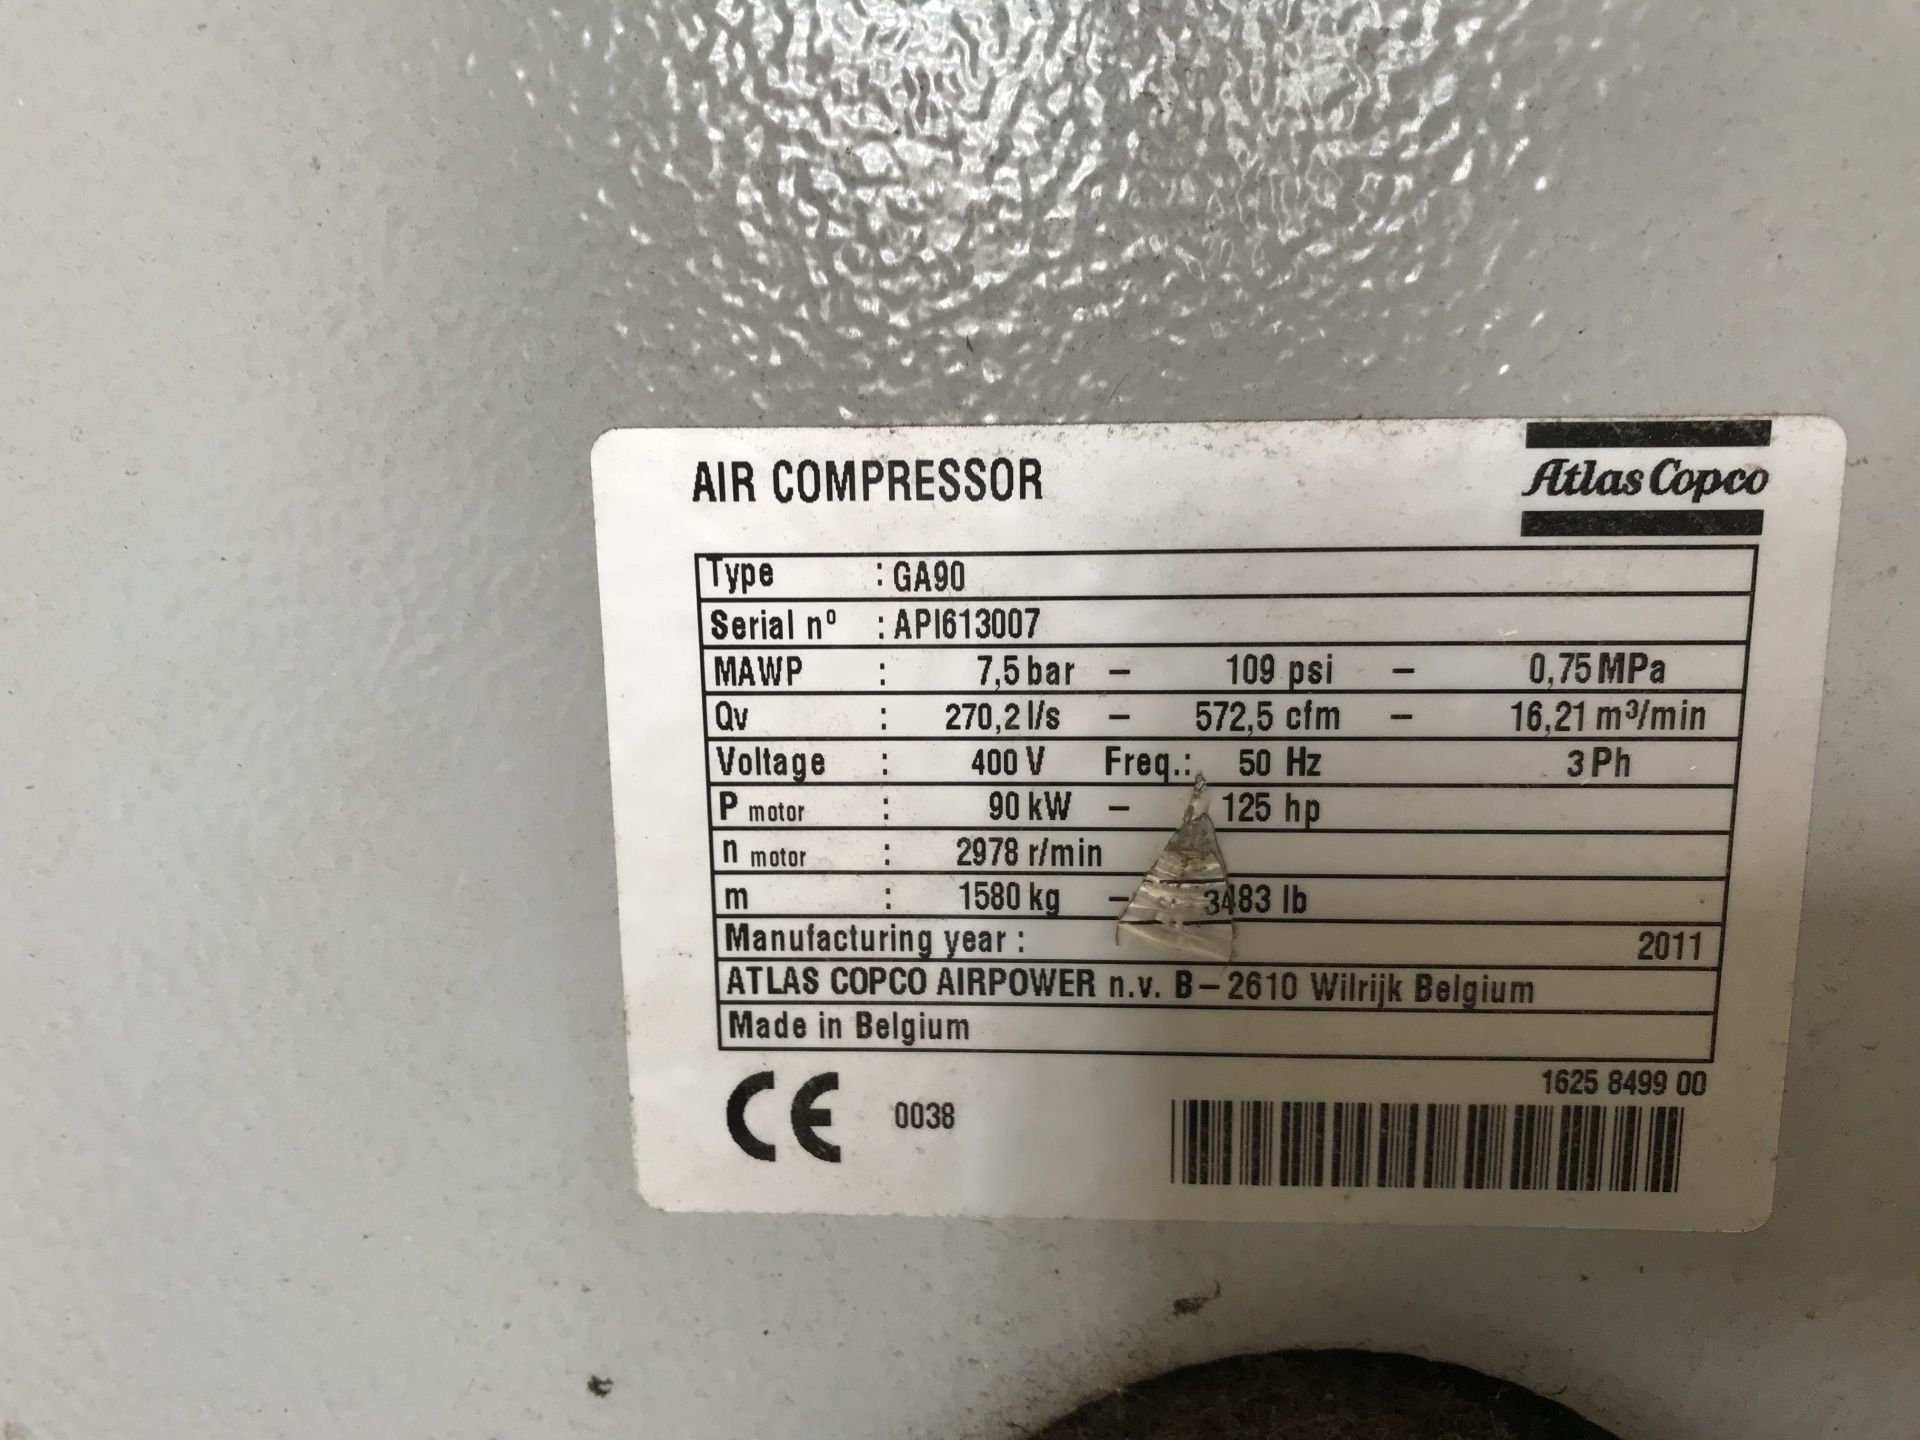 AIR COMPRESSOR
Atlas Copco
Type : GA90
Serial nº : API613007
MAWP : 7,5 bar – 109 psi – 0,75 MPa
Qv : 270,2 l/s – 572,5 cfm – 16,21 m³/min
Voltage : 400 V Freq.: 50 Hz 3 Ph
P motor : 90 kW – 125 hp
n motor : 2978 r/min
m : 1580 kg – 3483 lb
Manufacturing year : 2011
ATLAS COPCO AIRPOWER n.v. B – 2610 Wilrijk Belgium
Made in Belgium
1625 8499 00
CE 0038